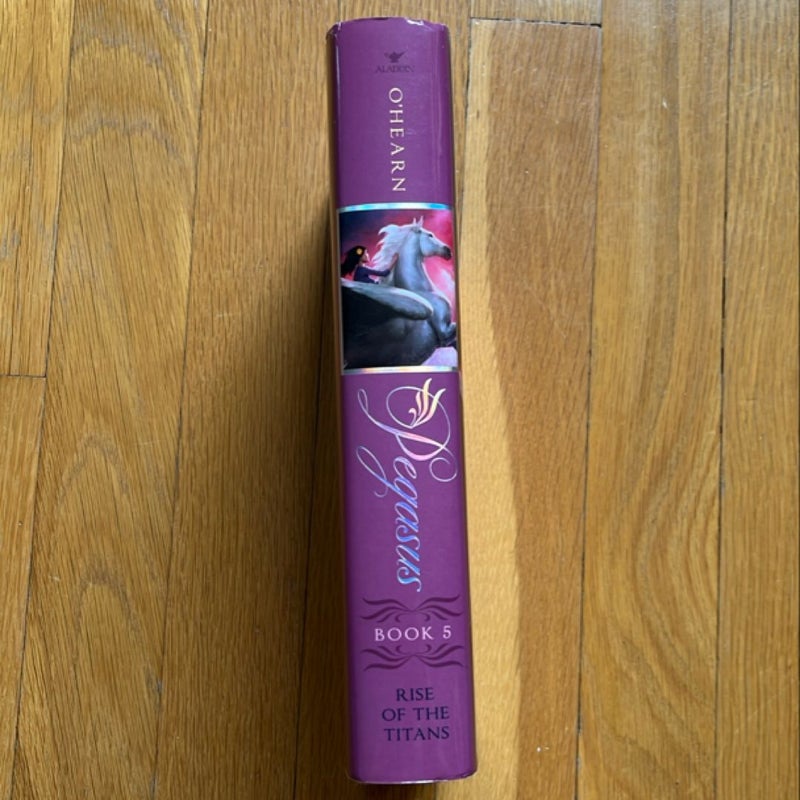 ALADDIN
O'HEARN
Pegasus
BOOK 5
RISE
OF THE
TITANS